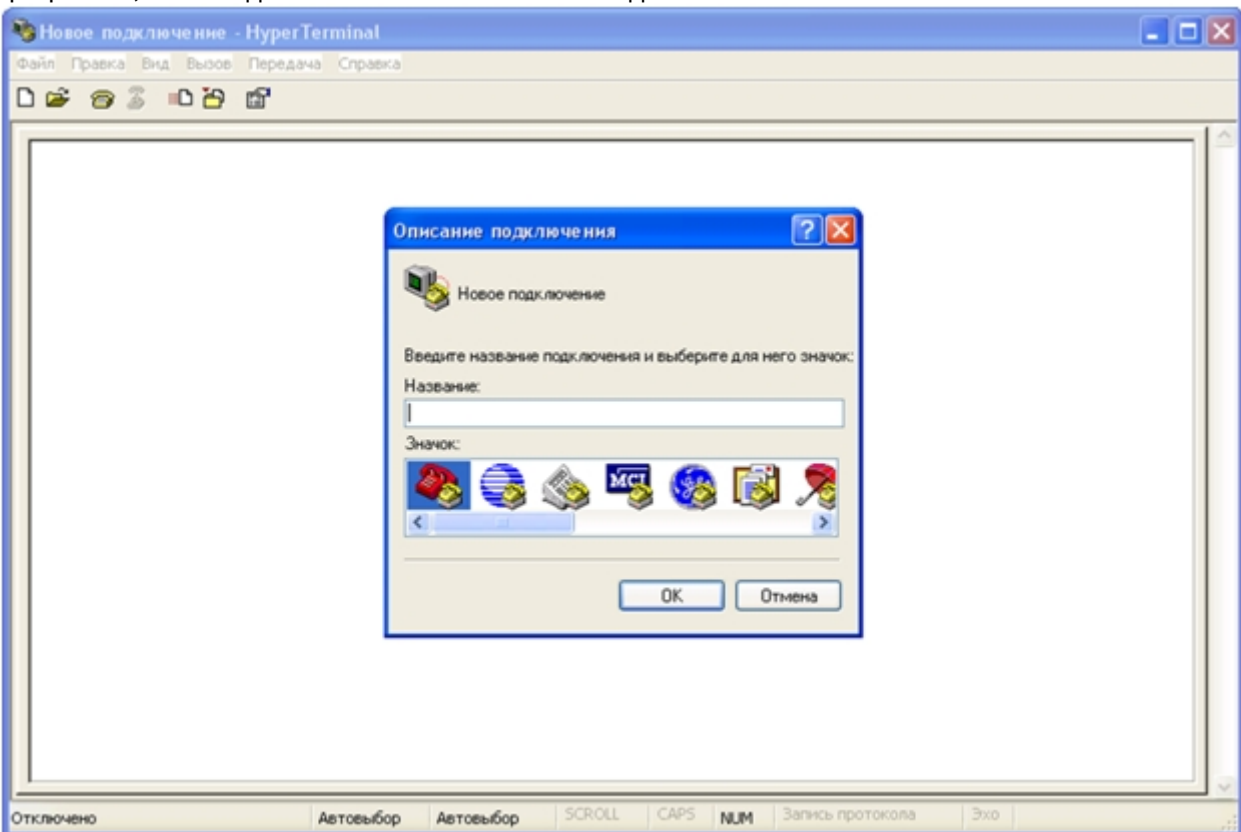 Новое подключение - HyperTerminal
Файл Правка Вид Вызов Передача Справка
Описание подключения
Новое подключение
Введите название подключения и выберите для него значок:
Название:
Значок:
MCI
OK Отмена
Отключено Автовыбор Автовыбор SCROLL CAPS NUM Запись протокола Эхо